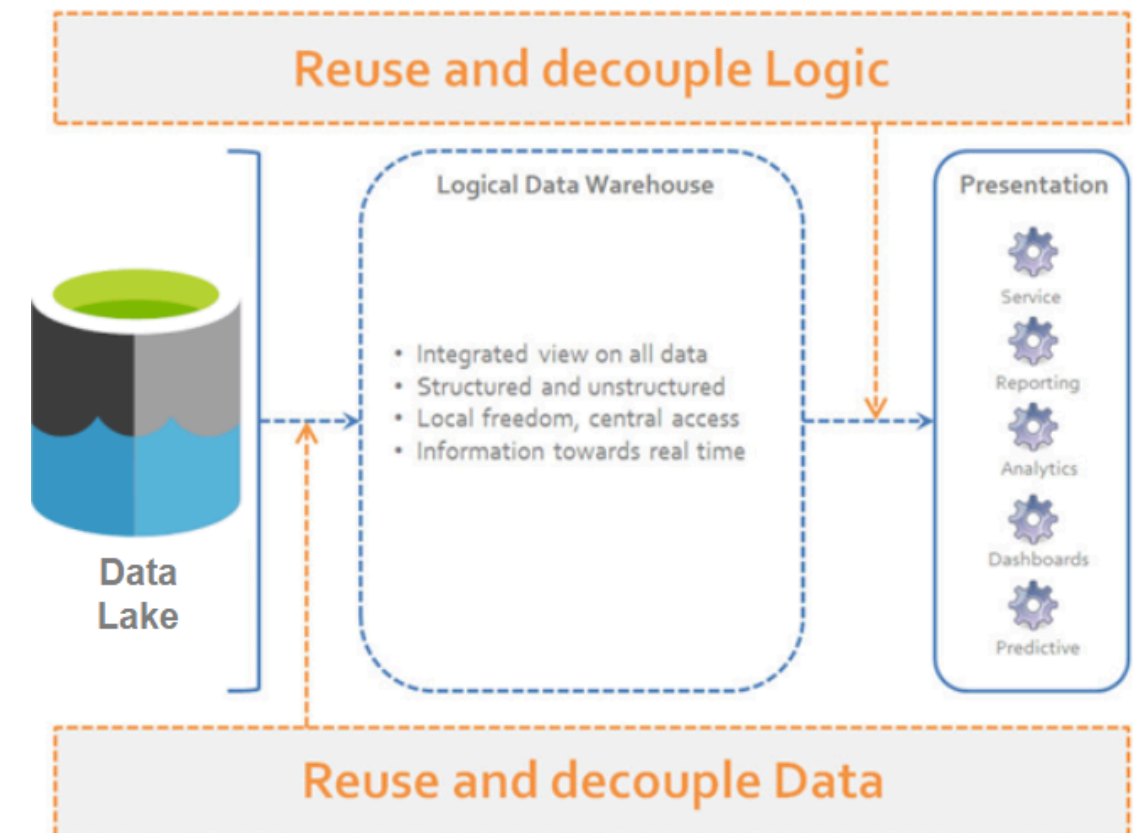 Reuse and decouple Logic
Logical Data Warehouse
• Integrated view on all data
• Structured and unstructured
• Local freedom, central access
• Information towards real time
Presentation
Service
Reporting
Analytics
Dashboards
Predictive
Data
Lake
Reuse and decouple Data